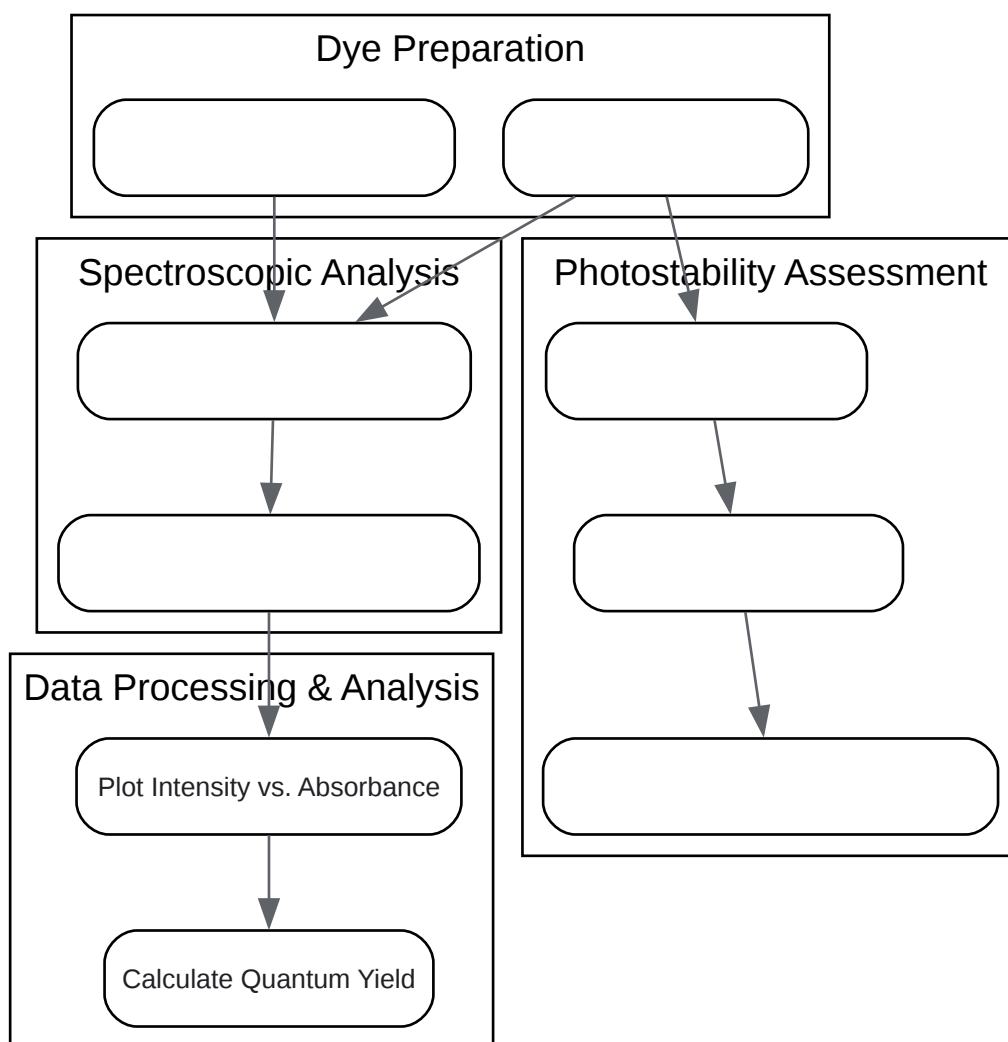 Dye Preparation
Spectroscopic Analysis
Photostability Assessment
Data Processing & Analysis
Plot Intensity vs. Absorbance
Calculate Quantum Yield